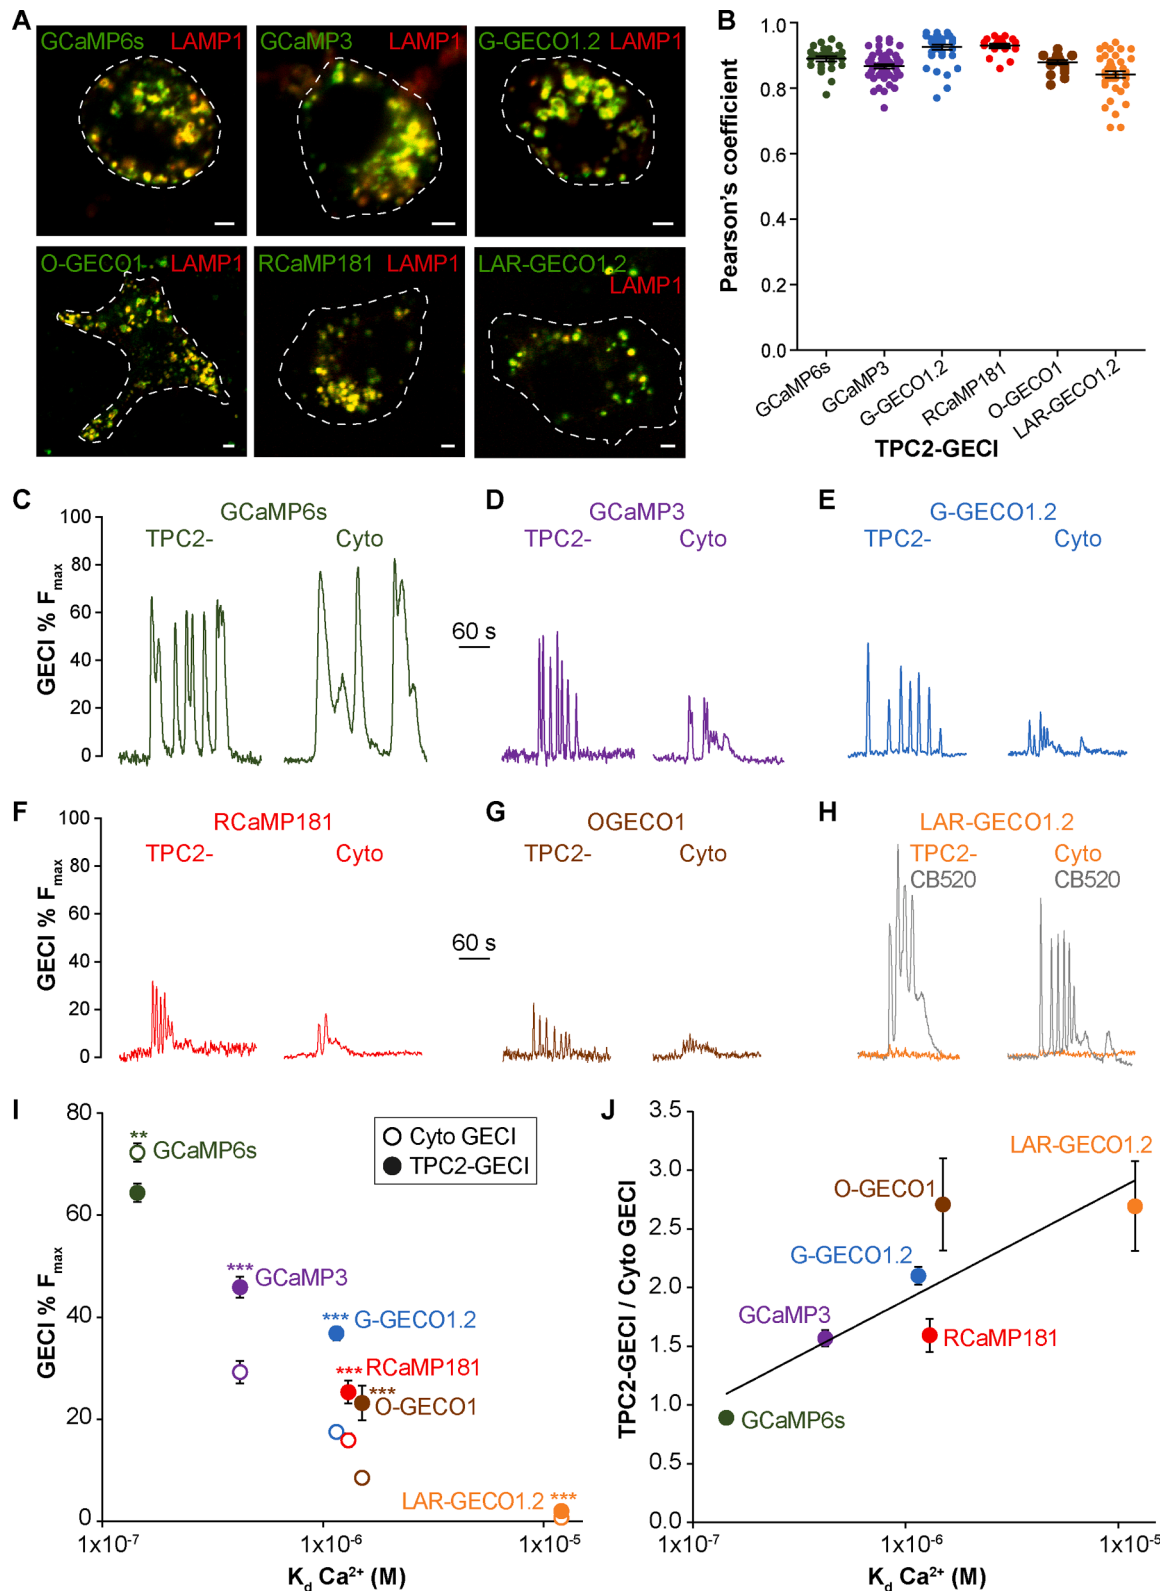 A
GCaMP6s LAMP1
GCaMP3 LAMP1
G-GECO1.2 LAMP1
O-GECO1 LAMP1
RCaMP181 LAMP1
LAR-GECO1.2
LAMP1
B
Pearson's coefficient
1.0
0.8
0.6
0.4
0.2
0.0
GCaMP6s
GCaMP3
G-GECO1.2
RCaMP181
O-GECO1
LAR-GECO1.2
TPC2-GECI
C
GCaMP6s
TPC2- Cyto
GECI % Fmax
100
80
60
40
20
0
60 s
D
GCaMP3
TPC2- Cyto
E
G-GECO1.2
TPC2- Cyto
F
RCaMP181
TPC2- Cyto
GECI % Fmax
100
80
60
40
20
0
60 s
G
OGECO1
TPC2- Cyto
H
LAR-GECO1.2
TPC2- Cyto
CB520 CB520
I
GECI % Fmax
80
60
40
20
0
Cyto GECI
TPC2-GECI
**
GCaMP6s
***
GCaMP3
***
G-GECO1.2
***
RCaMP181
***
O-GECO1
LAR-GECO1.2 ***
1x10-7
1x10-6
1x10-5
Kd Ca2+ (M)
J
TPC2-GECI / Cyto GECI
3.5
3.0
2.5
2.0
1.5
1.0
0.5
0.0
LAR-GECO1.2
O-GECO1
G-GECO1.2
GCaMP3
RCaMP181
GCaMP6s
1x10-7
1x10-6
1x10-5
Kd Ca2+ (M)